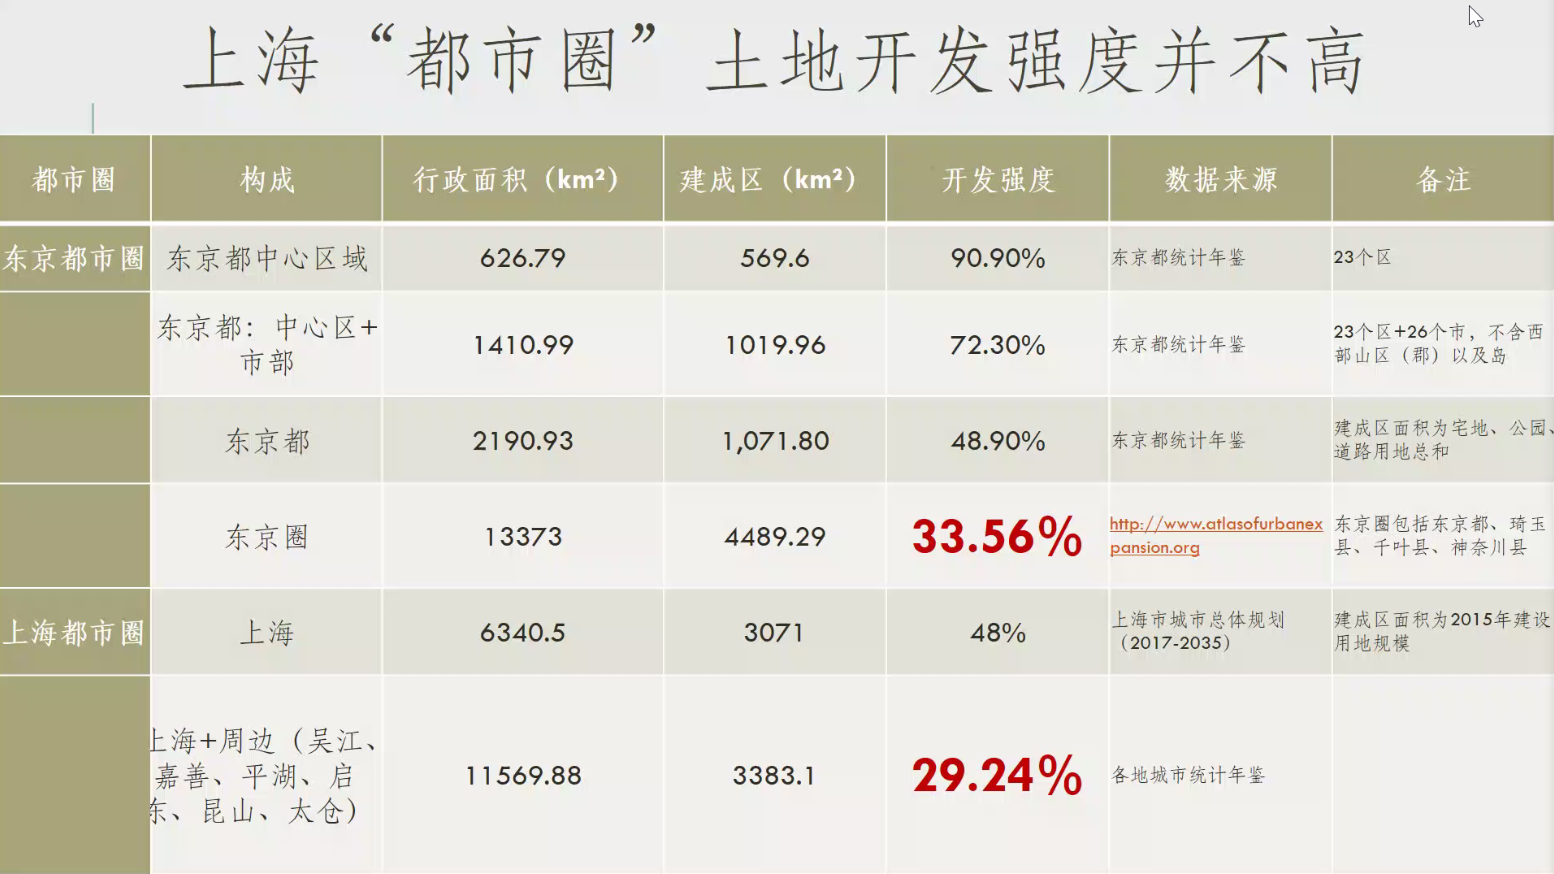 上海“都市圈”土地开发强度并不高
都市圈
构成
行政面积（km²）
建成区（km²）
开发强度
数据来源
备注
东京都市圈
东京都中心区域
626.79
569.6
90.90%
东京都统计年鉴
23个区
东京都：中心区+
市部
1410.99
1019.96
72.30%
东京都统计年鉴
23个区+26个市，不含西
部山区（郡）以及岛
东京都
2190.93
1,071.80
48.90%
东京都统计年鉴
建成区面积为宅地、公园、
道路用地总和
东京圈
13373
4489.29
33.56%
http://www.atlasofurbanex
pansion.org
东京圈包括东京都、琦玉
县、千叶县、神奈川县
上海都市圈
上海
6340.5
3071
48%
上海市城市总体规划
（2017-2035）
建成区面积为2015年建设
用地规模
上海+周边（吴江、
嘉善、平湖、启
东、昆山、太仓）
11569.88
3383.1
29.24%
各地城市统计年鉴